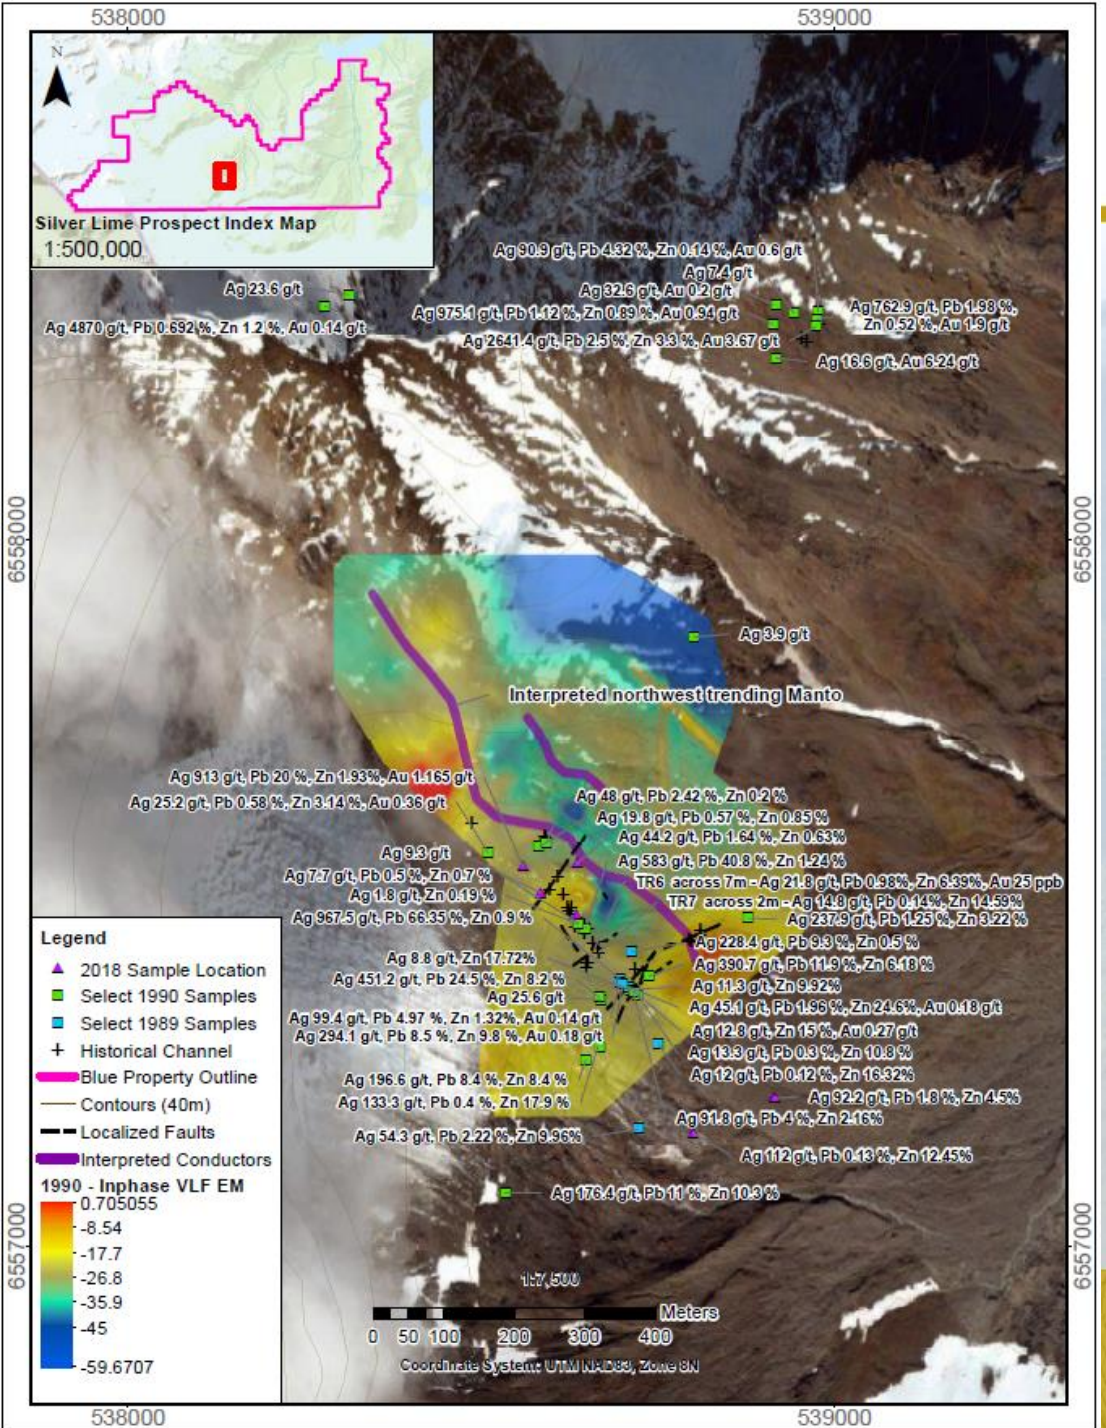 538000
539000
N
Silver Lime Prospect Index Map
1:500,000
Ag 90.9 g/t, Pb 4.32 %, Zn 0.14 %, Au 0.6 g/t
Ag 7.4 g/t
Ag 23.6 g/t
Ag 32.6 g/t, Au 0.2 g/t
Ag 975.1 g/t, Pb 1.12 %, Zn 0.89 %, Au 0.94 g/t
Ag 762.9 g/t, Pb 1.98 %,
Zn 0.52 %, Au 1.9 g/t
Ag 4870 g/t, Pb 0.692 %, Zn 1.2 %, Au 0.14 g/t
Ag 2641.4 g/t, Pb 2.5 %, Zn 3.3 %, Au 3.67 g/t
Ag 16.6 g/t, Au 6.24 g/t
6558000
6558000
Ag 3.9 g/t
Interpreted northwest trending Manto
Ag 913 g/t, Pb 20 %, Zn 1.93%, Au 1.165 g/t
Ag 25.2 g/t, Pb 0.58 %, Zn 3.14 %, Au 0.36 g/t
Ag 48 g/t, Pb 2.42 %, Zn 0.2 %
Ag 19.8 g/t, Pb 0.57 %, Zn 0.85 %
Ag 44.2 g/t, Pb 1.64 %, Zn 0.63%
Ag 9.3 g/t
Ag 583 g/t, Pb 40.8 %, Zn 1.24 %
Ag 7.7 g/t, Pb 0.5 %, Zn 0.7 %
TR6 across 7m - Ag 21.8 g/t, Pb 0.98%, Zn 6.39%, Au 25 ppb
Ag 1.8 g/t, Zn 0.19 %
TR7 across 2m - Ag 14.8 g/t, Pb 0.14%, Zn 14.59%
Ag 967.5 g/t, Pb 66.35 %, Zn 0.9 %
Ag 237.9 g/t, Pb 1.25 %, Zn 3.22 %
Ag 228.4 g/t, Pb 9.3 %, Zn 0.5 %
Ag 8.8 g/t, Zn 17.72%
Ag 390.7 g/t, Pb 11.9 %, Zn 6.18 %
Ag 451.2 g/t, Pb 24.5 %, Zn 8.2 %
Ag 11.3 g/t, Zn 9.92%
Ag 25.6 g/t
Ag 45.1 g/t, Pb 1.96 %, Zn 24.6%, Au 0.18 g/t
Ag 99.4 g/t, Pb 4.97 %, Zn 1.32%, Au 0.14 g/t
Ag 12.8 g/t, Zn 15 %, Au 0.27 g/t
Ag 294.1 g/t, Pb 8.5 %, Zn 9.8 %, Au 0.18 g/t
Ag 13.3 g/t, Pb 0.3 %, Zn 10.8 %
Ag 12 g/t, Pb 0.12 %, Zn 16.32%
Ag 196.6 g/t, Pb 8.4 %, Zn 8.4 %
Ag 92.2 g/t, Pb 1.8 %, Zn 4.5%
Ag 133.3 g/t, Pb 0.4 %, Zn 17.9 %
Ag 91.8 g/t, Pb 4 %, Zn 2.16%
Ag 54.3 g/t, Pb 2.22 %, Zn 9.96%
Ag 112 g/t, Pb 0.13 %, Zn 12.45%
Ag 176.4 g/t, Pb 11 %, Zn 10.3 %
Legend
2018 Sample Location
Select 1990 Samples
Select 1989 Samples
Historical Channel
Blue Property Outline
Contours (40m)
Localized Faults
Interpreted Conductors
1990 - Inphase VLF EM
0.705055
-8.54
-17.7
-26.8
-35.9
-45
-59.6707
6557000
6557000
1:7,500
Meters
0 50 100 200 300 400
Coordinate System: UTM NAD83, Zone 8N
538000
539000